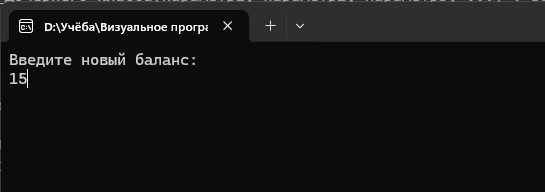 D:\Учёба\Визуальное програ
Введите новый баланс:
15